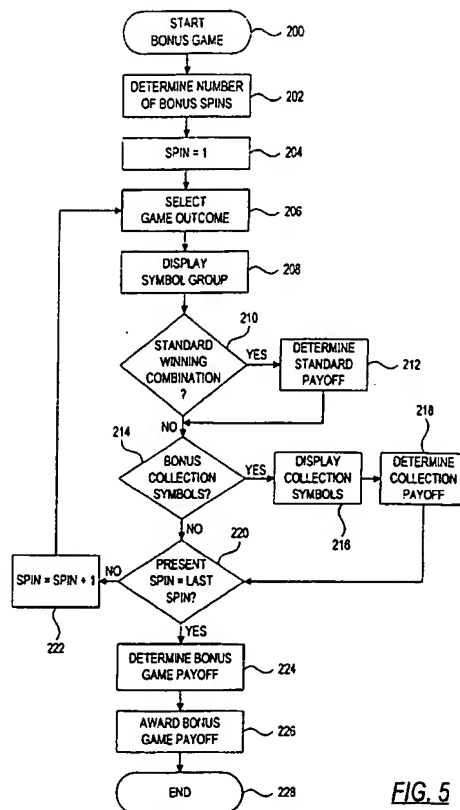 START
BONUS GAME
200
DETERMINE NUMBER
OF BONUS SPINS
202
SPIN = 1
204
SELECT
GAME OUTCOME
206
DISPLAY
SYMBOL GROUP
208
210
STANDARD
WINNING
COMBINATION
?
YES
DETERMINE
STANDARD
PAYOFF
212
NO
214
BONUS
COLLECTION
SYMBOLS?
YES
DISPLAY
COLLECTION
SYMBOLS
216
218
DETERMINE
COLLECTION
PAYOFF
NO
220
PRESENT
SPIN = LAST
SPIN?
NO
SPIN = SPIN + 1
222
YES
DETERMINE BONUS
GAME PAYOFF
224
AWARD BONUS
GAME PAYOFF
226
END
228
FIG. 5